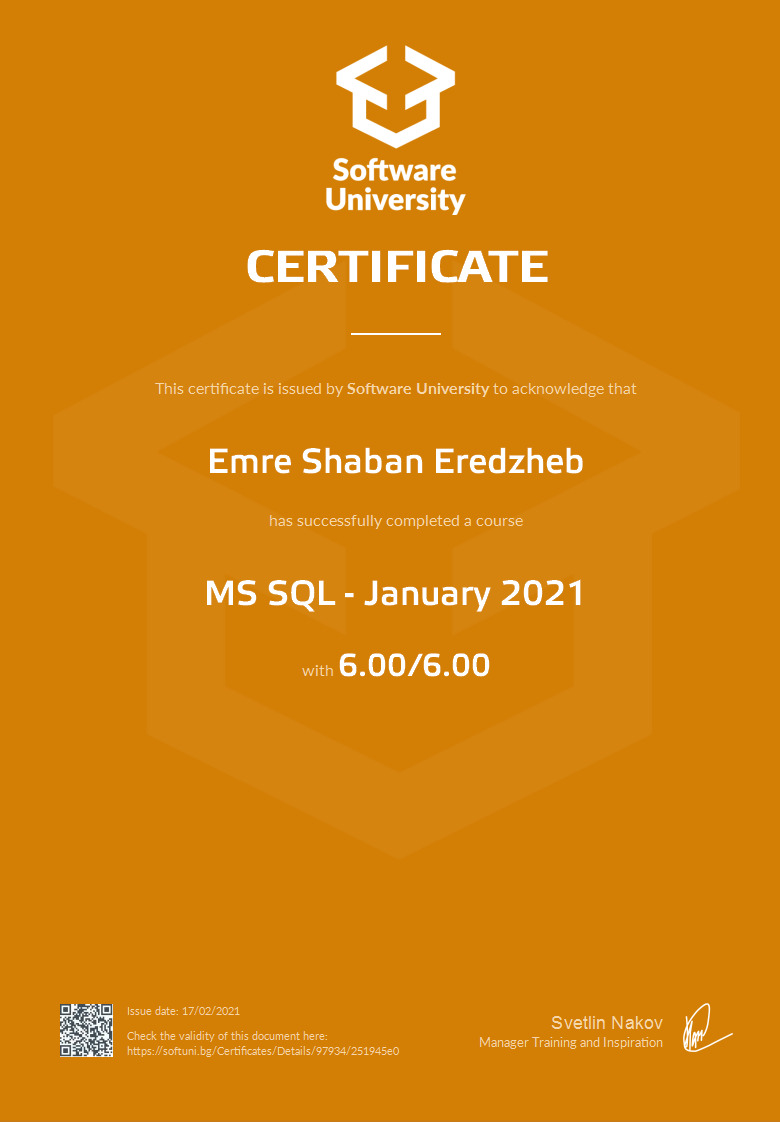 Software
University
CERTIFICATE
This certificate is issued by Software University to acknowledge that
Emre Shaban Eredzheb
has successfully completed a course
MS SQL - January 2021
with 6.00/6.00
Issue date: 17/02/2021
Check the validity of this document here:
https://softuni.bg/Certificates/Details/97934/251945e0
Svetlin Nakov
Manager Training and Inspiration